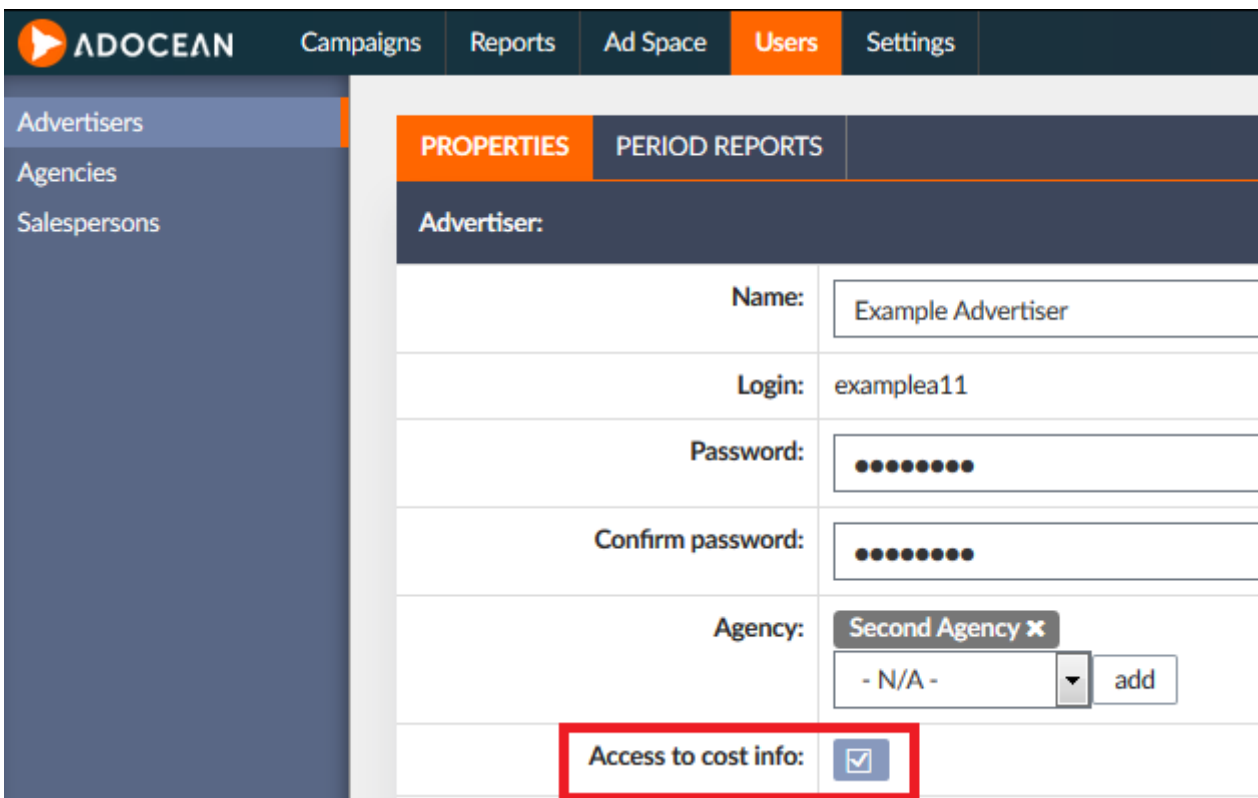 ADOCEAN Campaigns Reports Ad Space Users Settings
Advertisers
Agencies
Salespersons
PROPERTIES PERIOD REPORTS
Advertiser:
Name: Example Advertiser
Login: examplea11
Password: ●●●●●●●●
Confirm password: ●●●●●●●●
Agency: Second Agency ✖
- N/A - add
Access to cost info: